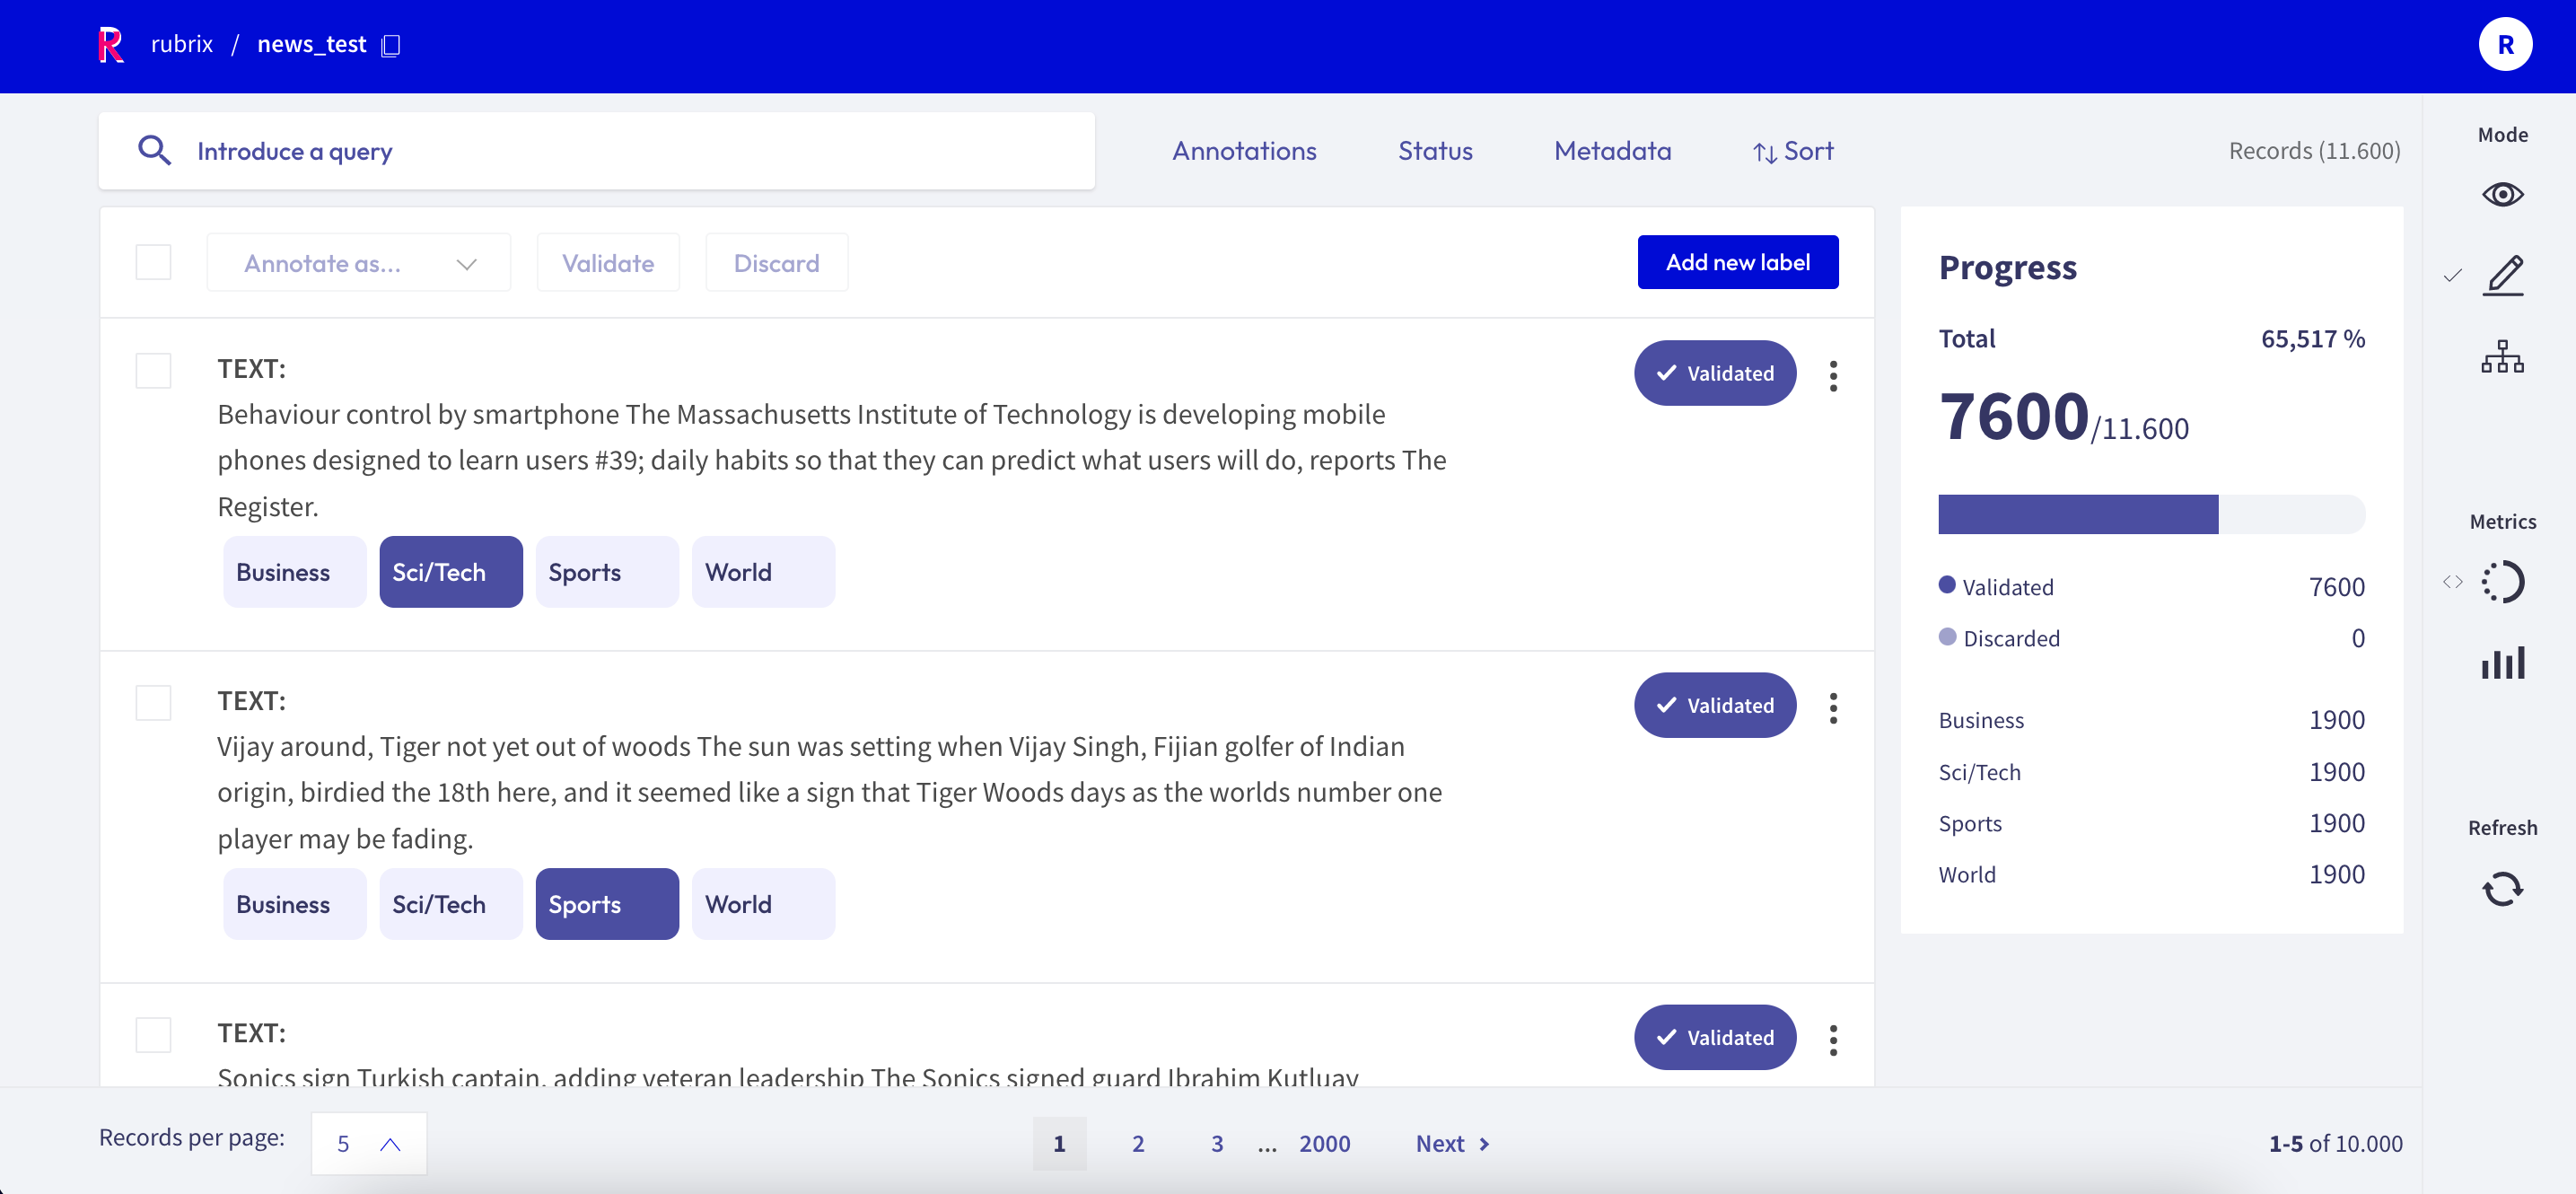 R rubrix / news_test
R
Introduce a query
Annotations Status Metadata Sort
Records (11.600)
Mode
Annotate as... Validate Discard
Add new label
TEXT:
Validated
Behaviour control by smartphone The Massachusetts Institute of Technology is developing mobile
phones designed to learn users #39; daily habits so that they can predict what users will do, reports The
Register.
Business Sci/Tech Sports World
TEXT:
Validated
Vijay around, Tiger not yet out of woods The sun was setting when Vijay Singh, Fijian golfer of Indian
origin, birdied the 18th here, and it seemed like a sign that Tiger Woods days as the worlds number one
player may be fading.
Business Sci/Tech Sports World
TEXT:
Validated
Sonics sign Turkish captain, adding veteran leadership The Sonics signed guard Ibrahim Kutluay
Progress
Total 65,517 %
7600/11.600
Validated 7600
Discarded 0
Business 1900
Sci/Tech 1900
Sports 1900
World 1900
Metrics
Refresh
Records per page: 5
1 2 3 ... 2000 Next
1-5 of 10.000